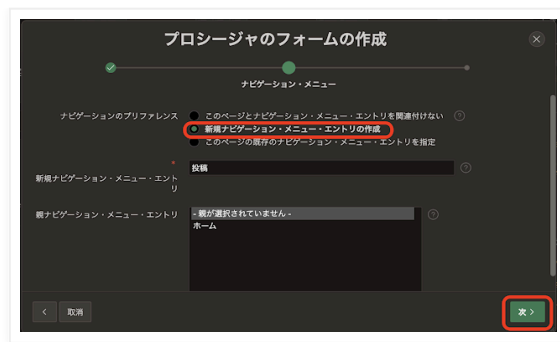 プロシージャのフォームの作成
ナビゲーション・メニュー
ナビゲーションのプリファレンス
このページとナビゲーション・メニュー・エントリを関連付けない
新規ナビゲーション・メニュー・エントリの作成
このページの既存のナビゲーション・メニュー・エントリを指定
*
新規ナビゲーション・メニュー・エント
リ
投稿
親ナビゲーション・メニュー・エントリ
- 親が選択されていません -
ホーム
取消
次